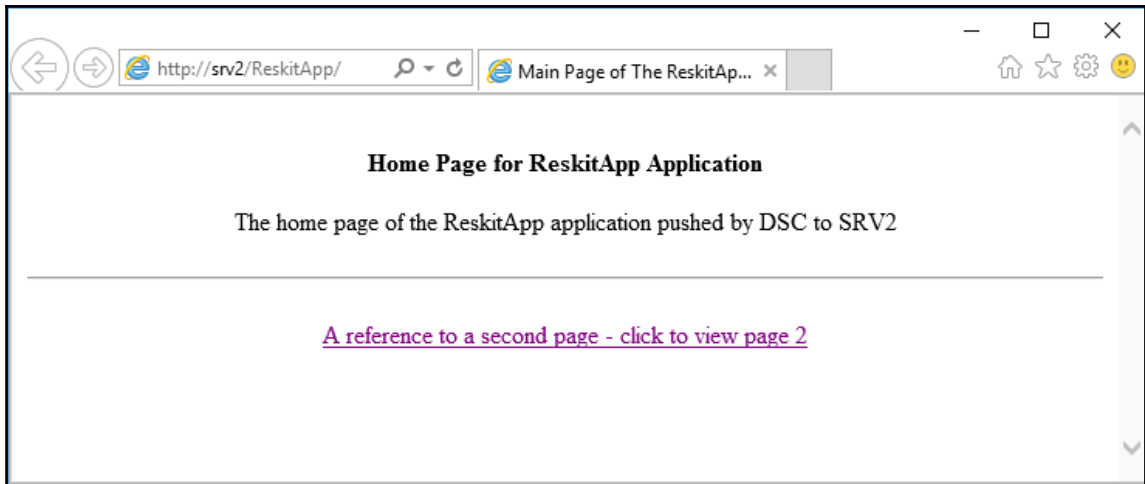 http://srv2/ReskitApp/
Main Page of The ReskitAp...
Home Page for ReskitApp Application
The home page of the ReskitApp application pushed by DSC to SRV2
A reference to a second page - click to view page 2